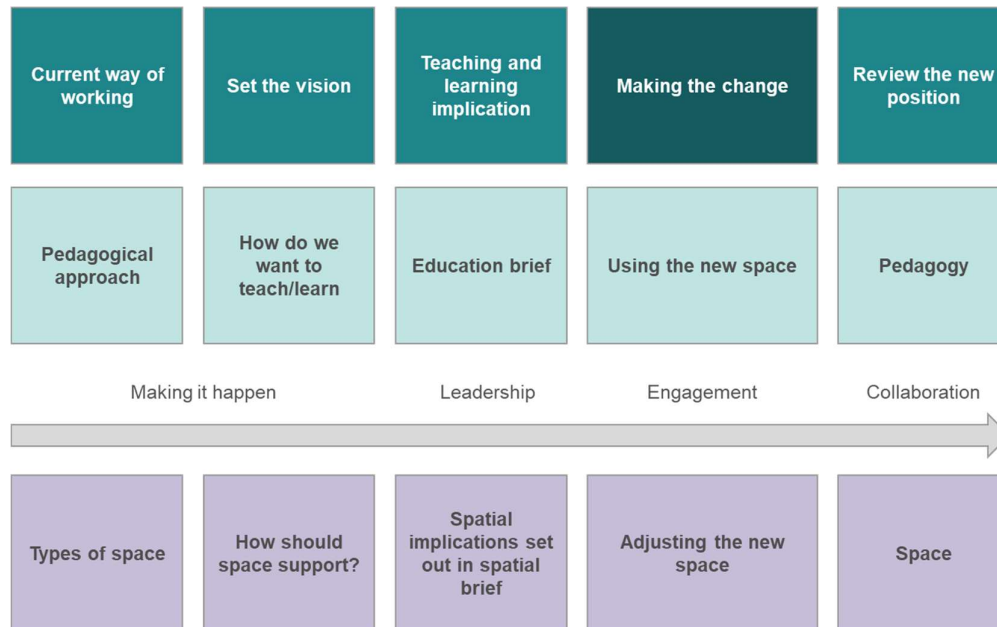 Current way of
working
Set the vision
Teaching and
learning
implication
Making the change
Review the new
position
Pedagogical
approach
How do we
want to
teach/learn
Education brief
Using the new space
Pedagogy
Making it happen
Leadership
Engagement
Collaboration
Types of space
How should
space support?
Spatial
implications set
out in spatial
brief
Adjusting the new
space
Space